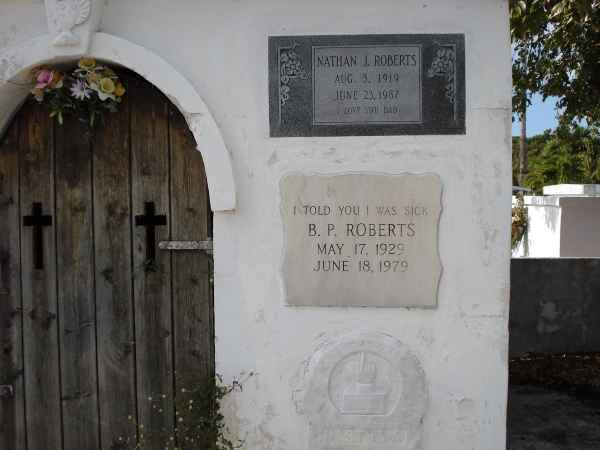 NATHAN J. ROBERTS
AUG. 3, 1919
JUNE 23, 1987
I LOVE YOU DAD
I TOLD YOU I WAS SICK
B. P. ROBERTS
MAY 17, 1929
JUNE 18, 1979